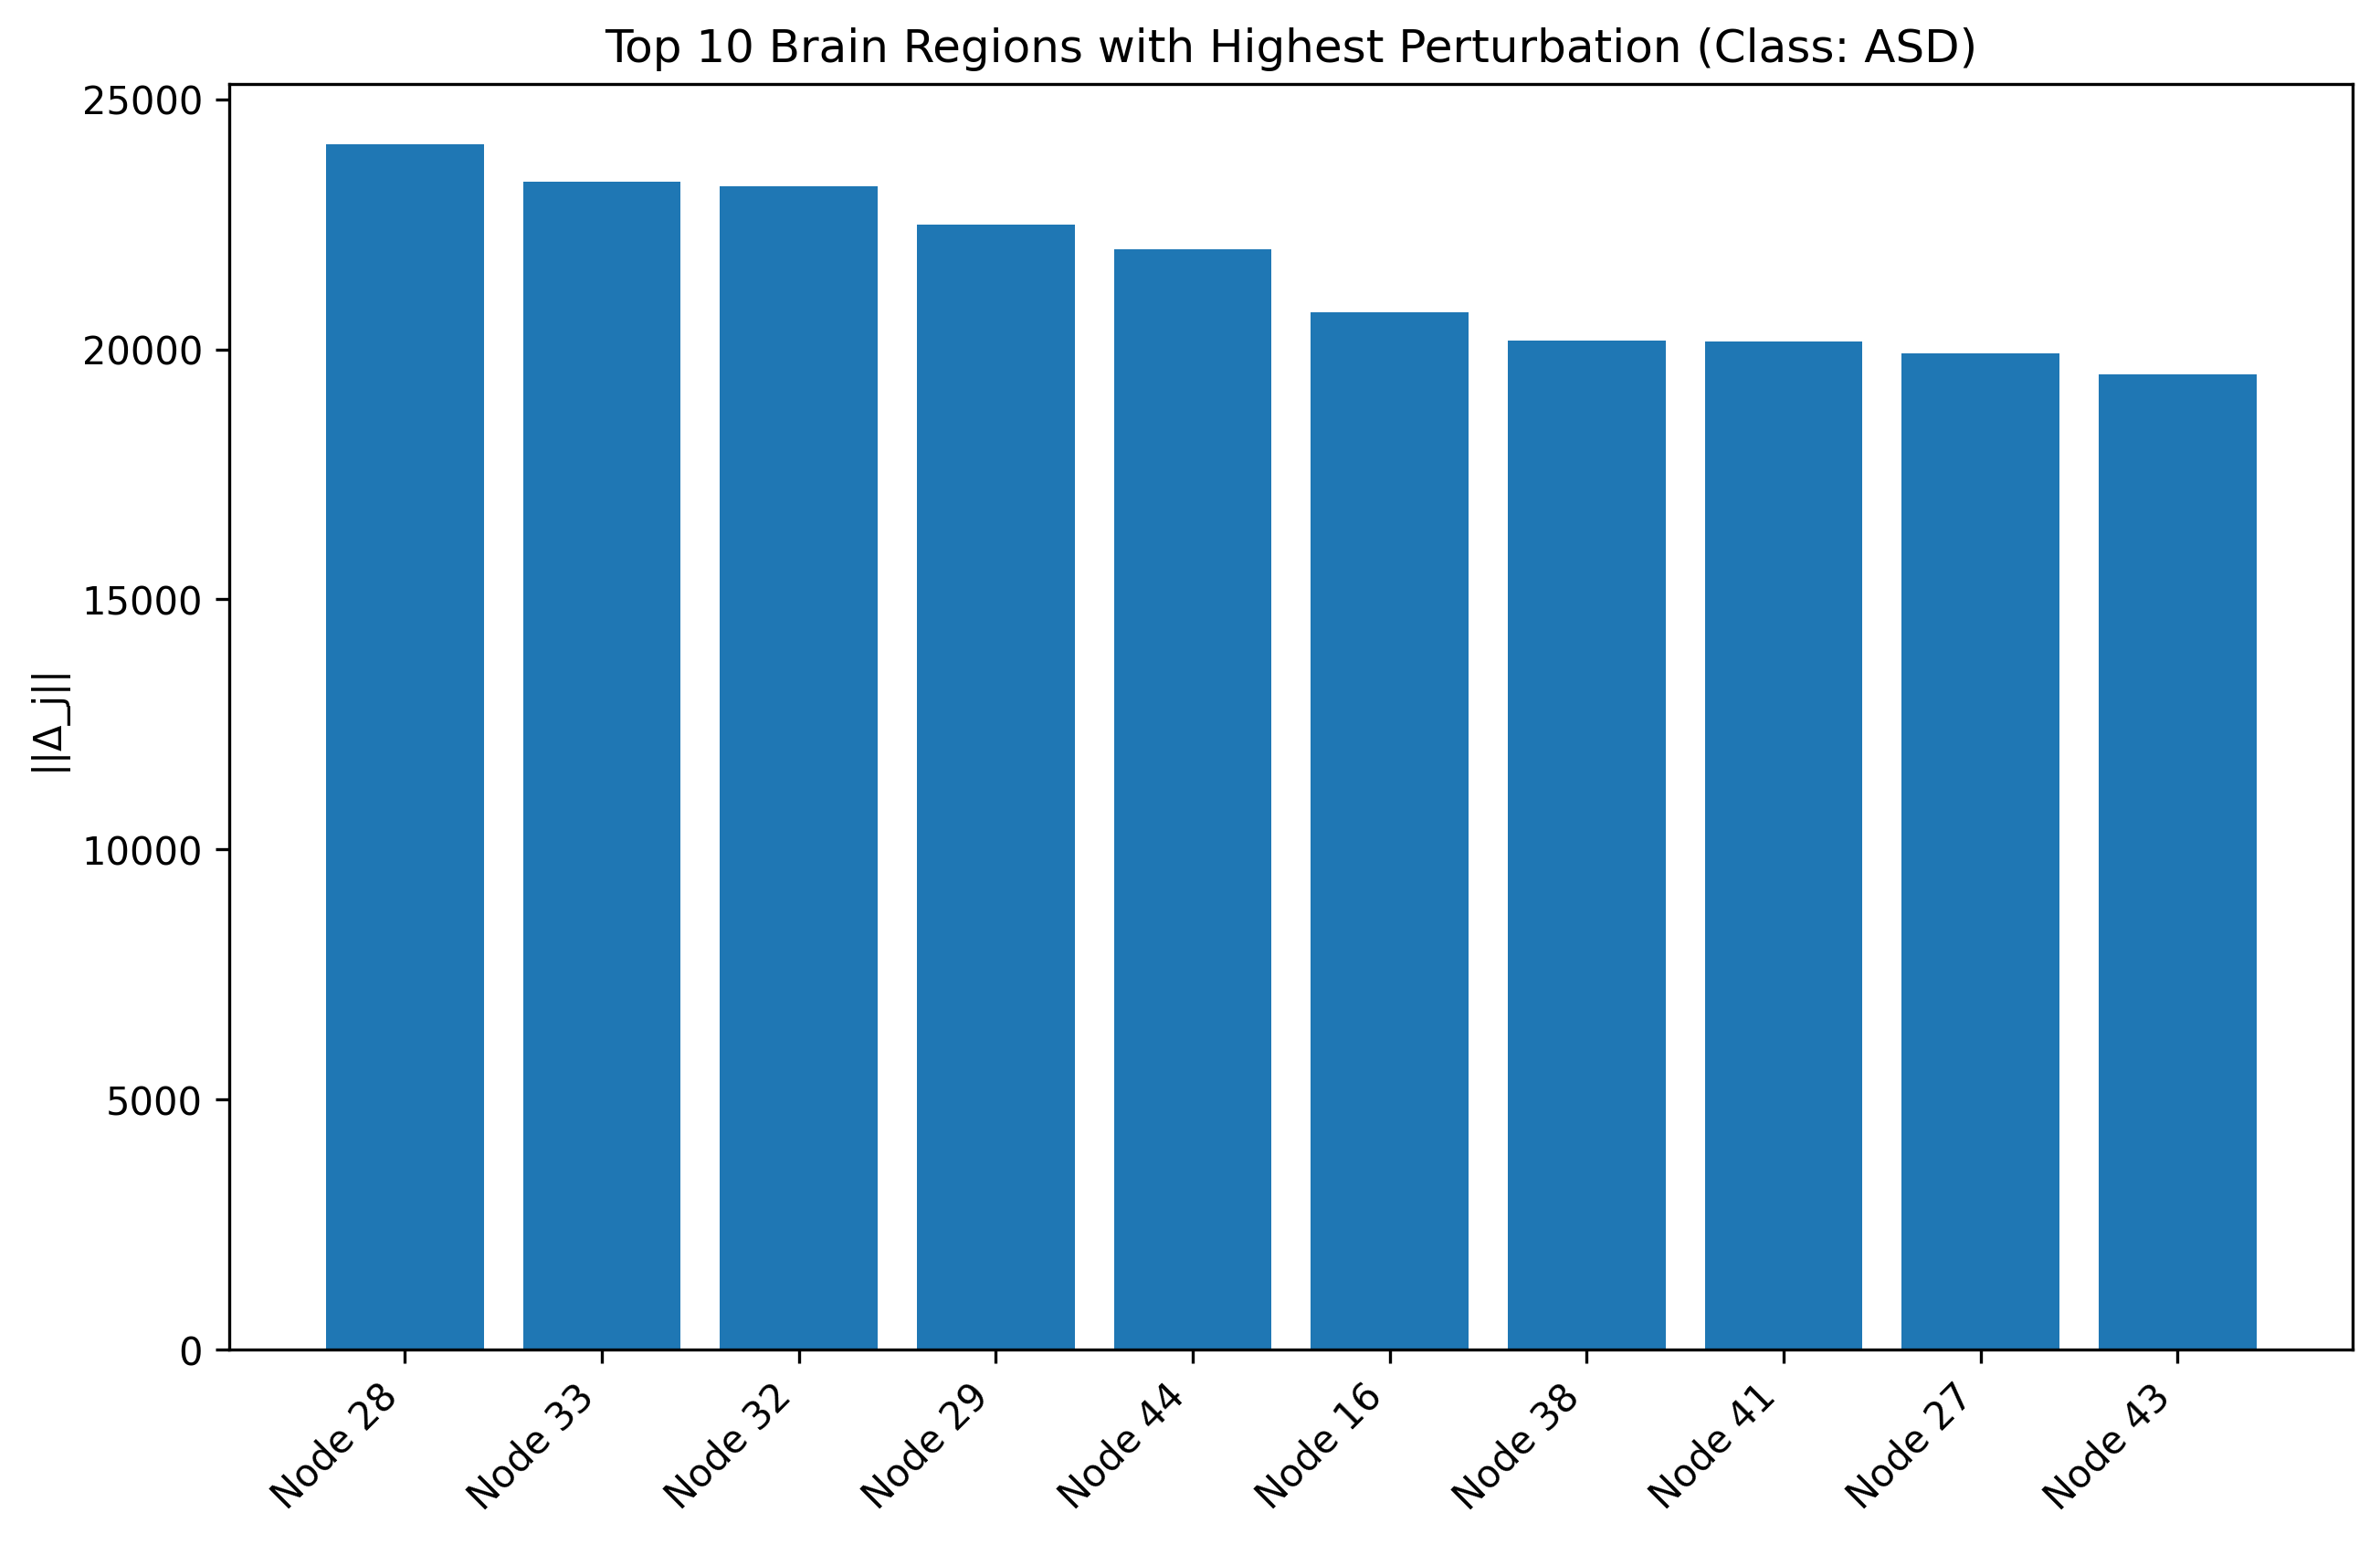 Top 10 Brain Regions with Highest Perturbation (Class: ASD)
||Δ_j||
25000
20000
15000
10000
5000
0
Node 28
Node 33
Node 32
Node 29
Node 44
Node 16
Node 38
Node 41
Node 27
Node 43